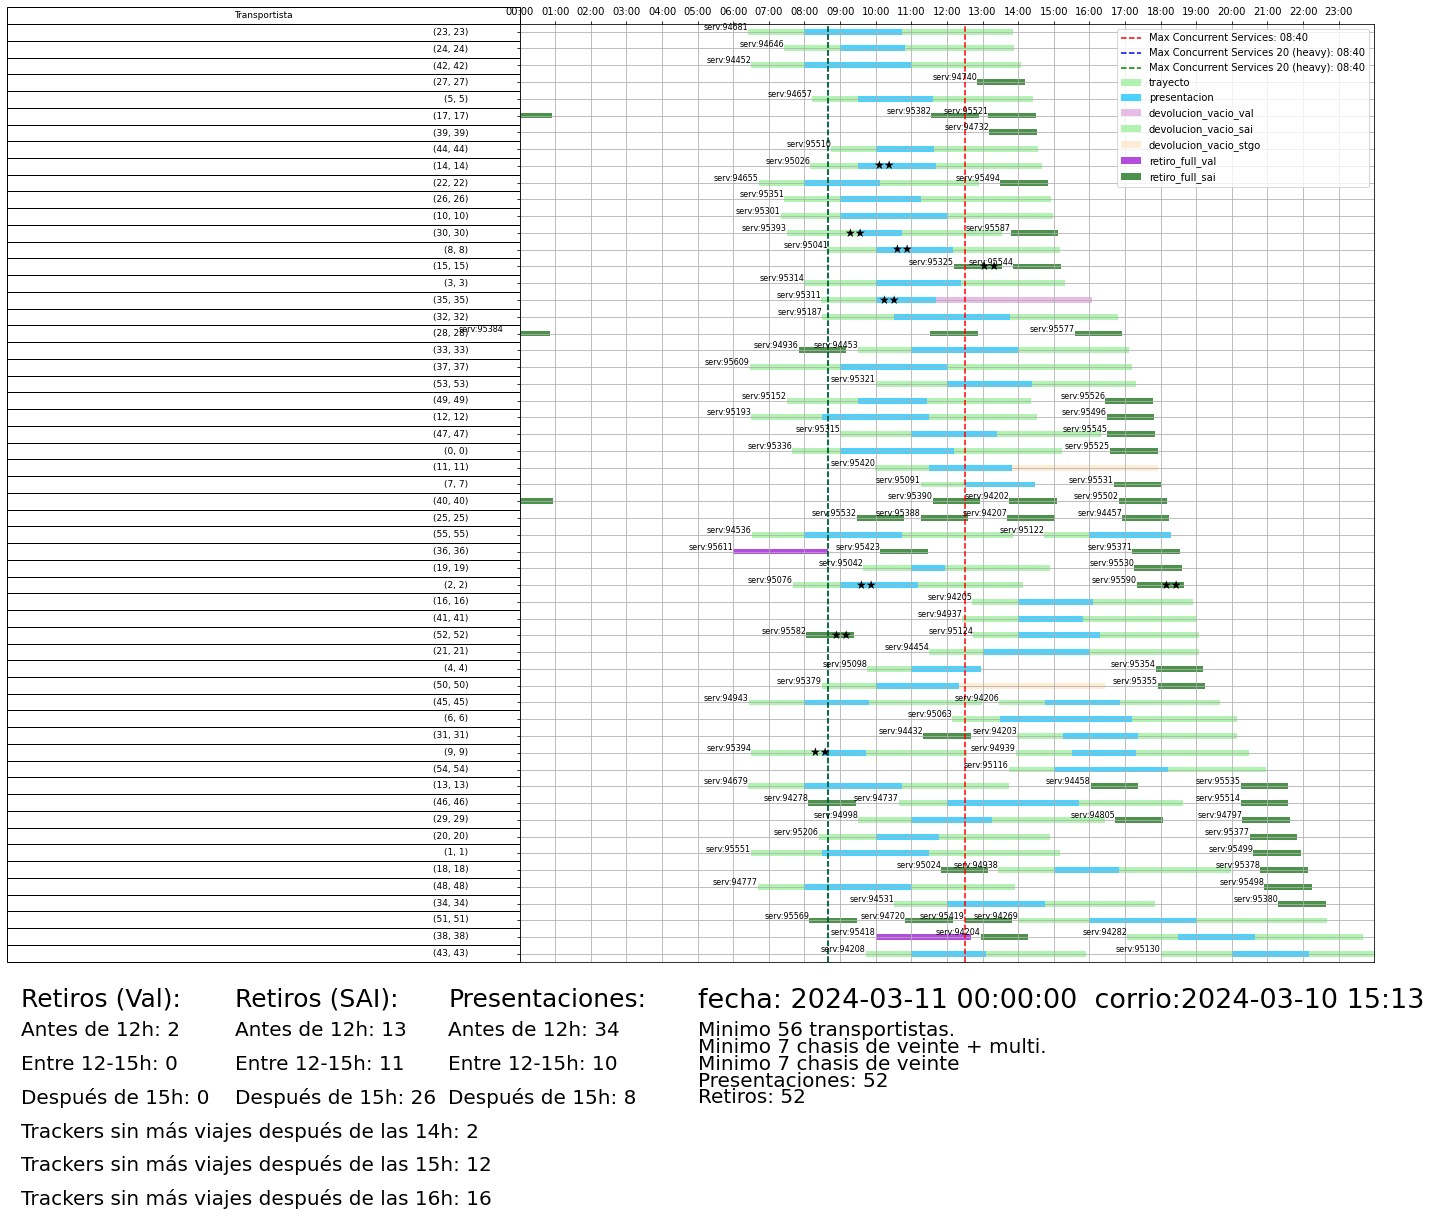 Transportista
00:00 01:00 02:00 03:00 04:00 05:00 06:00 07:00 08:00 09:00 10:00 11:00 12:00 13:00 14:00 15:00 16:00 17:00 18:00 19:00 20:00 21:00 22:00 23:00
Max Concurrent Services: 08:40
Max Concurrent Services 20 (heavy): 08:40
Max Concurrent Services 20 (heavy): 08:40
trayecto
presentacion
devolucion_vacio_val
devolucion_vacio_sai
devolucion_vacio_stgo
retiro_full_val
retiro_full_sai
(23, 23) serv:94681
(24, 24) serv:94646
(42, 42) serv:94452
(27, 27) serv:94740
(5, 5) serv:94657
(17, 17) serv:95382 serv:95521
(39, 39) serv:94732
(44, 44) serv:95510
(14, 14) serv:95026
(22, 22) serv:94655 serv:95494
(26, 26) serv:95351
(10, 10) serv:95301
(30, 30) serv:95393 serv:95587
(8, 8) serv:95041
(15, 15) serv:95325 serv:95544
(3, 3) serv:95314
(35, 35) serv:95311
(32, 32) serv:95187
(28, 28) serv:95384 serv:95577
(33, 33) serv:94936 serv:94453
(37, 37) serv:95609
(53, 53) serv:95321
(49, 49) serv:95152 serv:95526
(12, 12) serv:95193 serv:95496
(47, 47) serv:95315 serv:95545
(0, 0) serv:95336 serv:95525
(11, 11) serv:95420
(7, 7) serv:95091 serv:95531
(40, 40) serv:95390 serv:94202 serv:95502
(25, 25) serv:95532 serv:95388 serv:94207 serv:94457
(55, 55) serv:94536 serv:95122
(36, 36) serv:95611 serv:95423 serv:95371
(19, 19) serv:95042 serv:95530
(2, 2) serv:95076 serv:95590
(16, 16) serv:94205
(41, 41) serv:94937
(52, 52) serv:95582 serv:95124
(21, 21) serv:94454
(4, 4) serv:95098 serv:95354
(50, 50) serv:95379 serv:95355
(45, 45) serv:94943 serv:94206
(6, 6) serv:95063
(31, 31) serv:94432 serv:94203
(9, 9) serv:95394 serv:94939
(54, 54) serv:95116
(13, 13) serv:94679 serv:94458 serv:95535
(46, 46) serv:94278 serv:94737 serv:95514
(29, 29) serv:94998 serv:94805 serv:94797
(20, 20) serv:95206 serv:95377
(1, 1) serv:95551 serv:95499
(18, 18) serv:95024 serv:94938 serv:95378
(48, 48) serv:94777 serv:95498
(34, 34) serv:94531 serv:95380
(51, 51) serv:95569 serv:94720 serv:95419 serv:94269
(38, 38) serv:95418 serv:94204 serv:94282
(43, 43) serv:94208 serv:95130
Retiros (Val):
Antes de 12h: 2
Entre 12-15h: 0
Después de 15h: 0
Retiros (SAI):
Antes de 12h: 13
Entre 12-15h: 11
Después de 15h: 26
Presentaciones:
Antes de 12h: 34
Entre 12-15h: 10
Después de 15h: 8
Trackers sin más viajes después de las 14h: 2
Trackers sin más viajes después de las 15h: 12
Trackers sin más viajes después de las 16h: 16
fecha: 2024-03-11 00:00:00  corrio:2024-03-10 15:13
Minimo 56 transportistas.
Minimo 7 chasis de veinte + multi.
Minimo 7 chasis de veinte
Presentaciones: 52
Retiros: 52